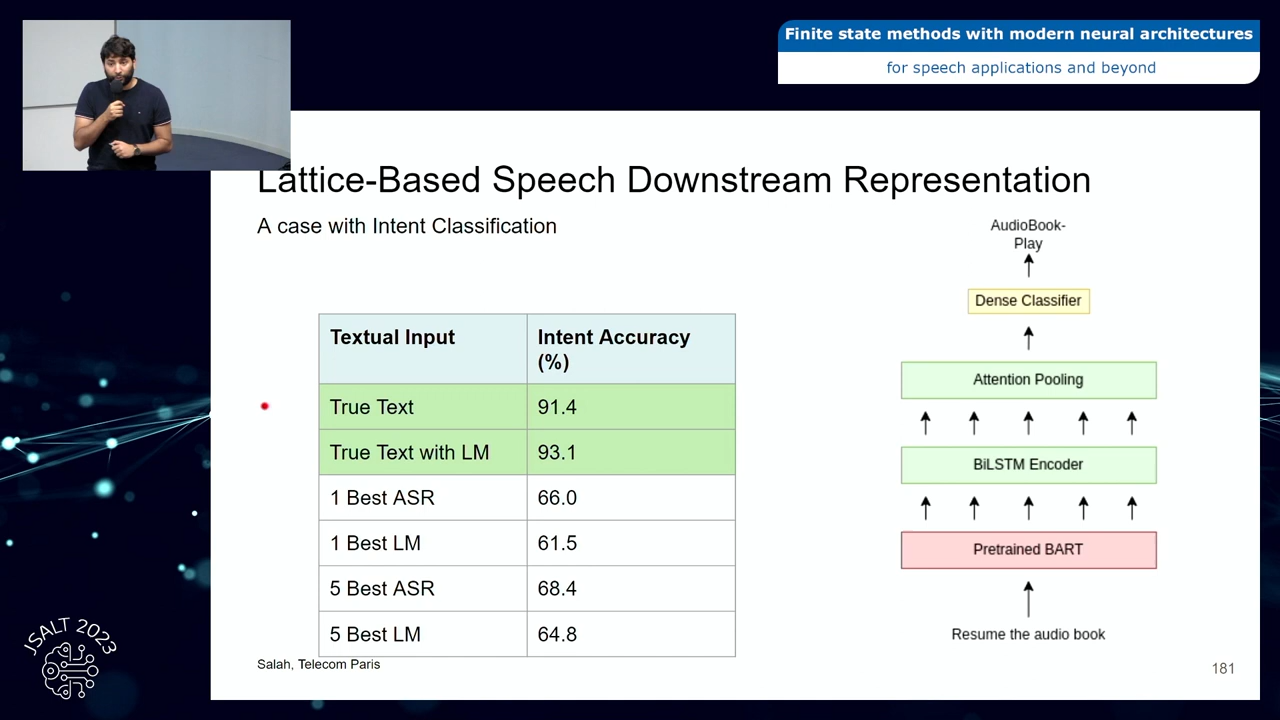 Finite state methods with modern neural architectures
for speech applications and beyond
Lattice-Based Speech Downstream Representation
A case with Intent Classification
Textual Input
Intent Accuracy
(%)
True Text
91.4
True Text with LM
93.1
1 Best ASR
66.0
1 Best LM
61.5
5 Best ASR
68.4
5 Best LM
64.8
AudioBook-
Play
Dense Classifier
Attention Pooling
BiLSTM Encoder
Pretrained BART
Resume the audio book
Salah, Telecom Paris
181
JSALT 2023